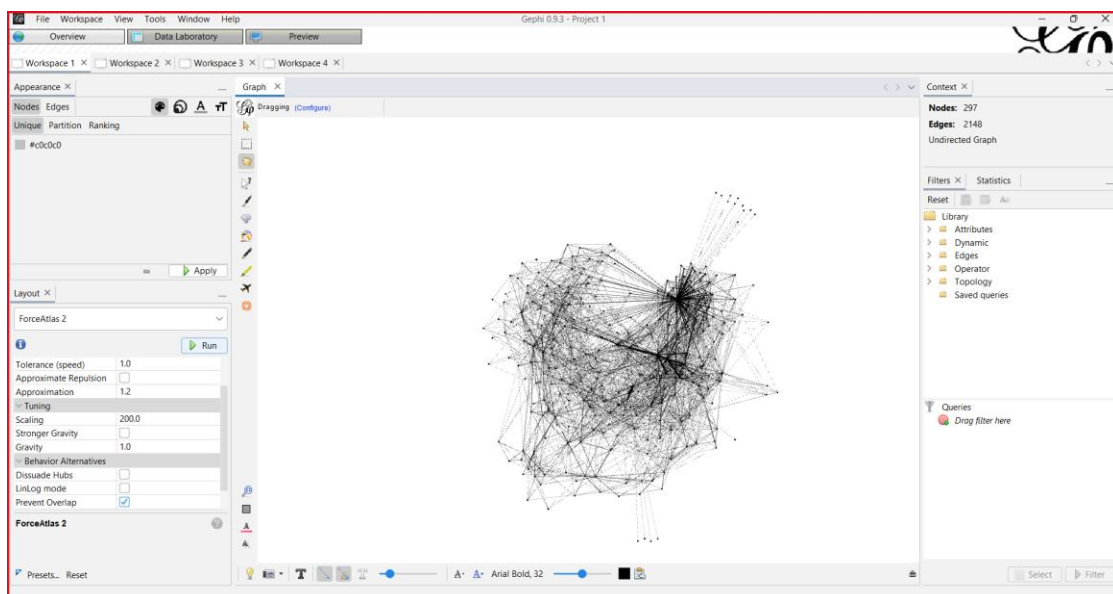 File Workspace View Tools Window Help
Gephi 0.9.3 - Project 1
Overview Data Laboratory Preview
Workspace 1 Workspace 2 Workspace 3 Workspace 4
Appearance
Nodes Edges
Unique Partition Ranking
#c0c0c0
Apply
Layout
ForceAtlas 2
Run
Tolerance (speed) 1.0
Approximate Repulsion
Approximation 1.2
Tuning
Scaling 200.0
Stronger Gravity
Gravity 1.0
Behavior Alternatives
Dissuade Hubs
LinLog mode
Prevent Overlap
ForceAtlas 2
Presets... Reset
Graph
Dragging (Configure)
Arial Bold, 32
Context
Nodes: 297
Edges: 2148
Undirected Graph
Filters Statistics
Reset
Library
Attributes
Dynamic
Edges
Operator
Topology
Saved queries
Queries
Drag filter here
Select Filter